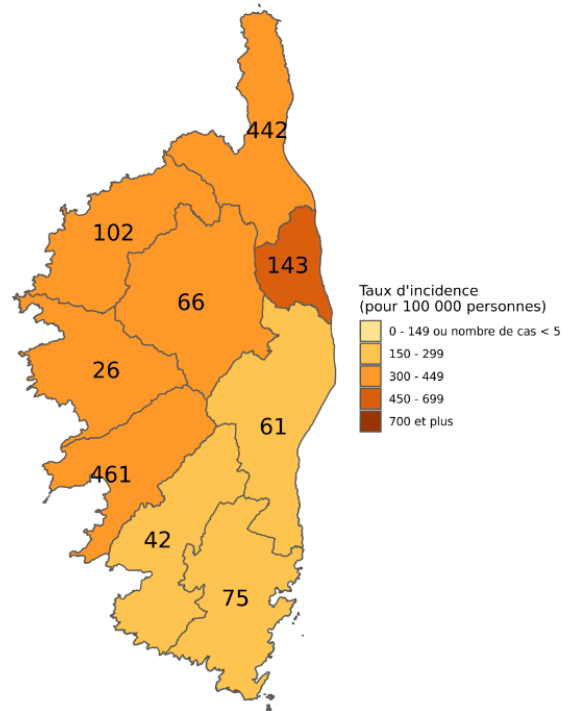 442
102
143
66
26
61
461
42
75
Taux d'incidence
(pour 100 000 personnes)
0 - 149 ou nombre de cas < 5
150 - 299
300 - 449
450 - 699
700 et plus